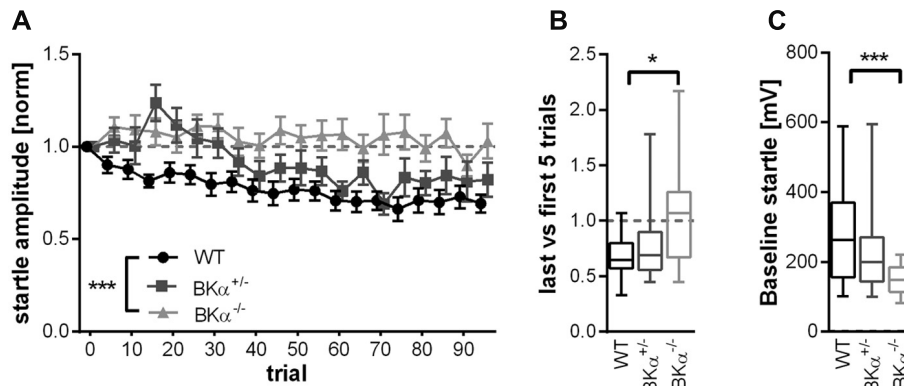 A
startle amplitude [norm]
1.5
1.0
0.5
0.0
0 10 20 30 40 50 60 70 80 90
trial
***
WT
BKα+/-
BKα-/-
B
last vs first 5 trials
2.5
2.0
1.5
1.0
0.5
0.0
*
WT
BKα+/-
BKα-/-
C
Baseline startle [mV]
800
600
400
200
0
***
WT
BKα+/-
BKα-/-